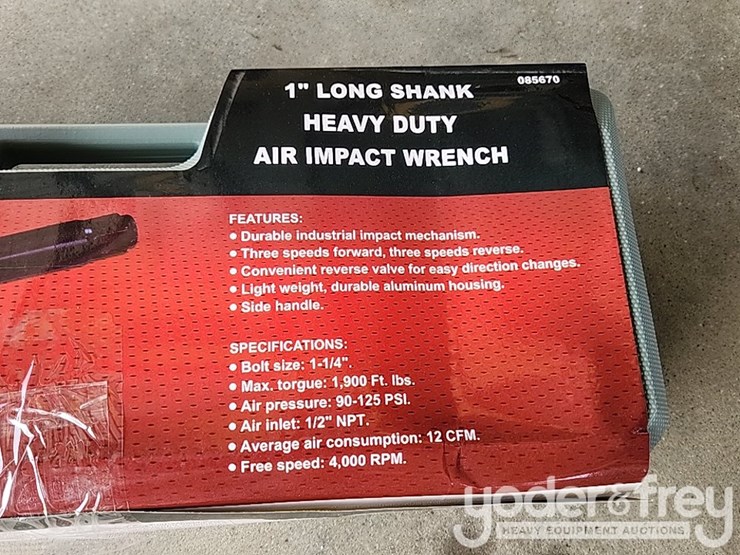 085670
1" LONG SHANK
HEAVY DUTY
AIR IMPACT WRENCH
FEATURES:
• Durable industrial impact mechanism.
• Three speeds forward, three speeds reverse.
• Convenient reverse valve for easy direction changes.
• Light weight, durable aluminum housing.
• Side handle.
SPECIFICATIONS:
• Bolt size: 1-1/4".
• Max. torgue: 1,900 Ft. lbs.
• Air pressure: 90-125 PSI.
• Air inlet: 1/2" NPT.
• Average air consumption: 12 CFM.
• Free speed: 4,000 RPM.
yoder&frey
HEAVY EQUIPMENT AUCTIONS